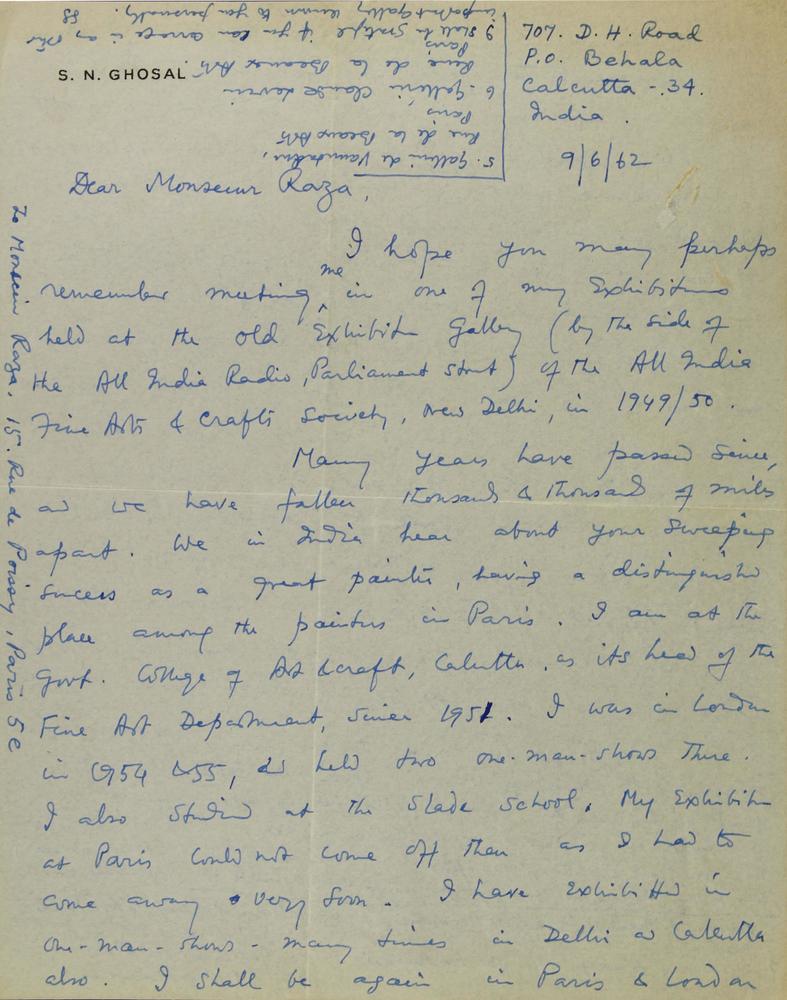 S. N. GHOSAL
707. D. H. Road
P.O. Behala
Calcutta - 34.
India.
9/6/62
Dear Monsieur Raza,
I hope you may perhaps
remember meeting me in one of my Exhibitions
held at the old Exhibition Gallery (by the side of
the All India Radio, Parliament street) of the All India
Fine Arts & Crafts Society, New Delhi, in 1949/50.
Many years have passed since,
and we have fallen thousands & thousands of miles
apart. We in India hear about your sweeping
success as a great painter, having a distinguished
place among the painters in Paris. I am at the
Govt. College of Art & craft, Calcutta, as its head of the
Fine Art Department, since 1951. I was in London
in 1954 & 55, and held two one-man-shows there.
I also studied at the Slade School. My Exhibition
at Paris could not come off then as I had to
come away very soon. I have exhibited in
one-man-shows - many times in Delhi and Calcutta
also. I shall be again in Paris & London
To Monsieur Raza, 15. Rue de Poissy, Paris 5e
5. Galleri de
Rue de la Beaux Arts
Paris
6. Gallerie Claude Levin
Rue de la Beaux Arts.
Paris
I shall be grateful if you can arrange in any other
important gallery known to you personally.